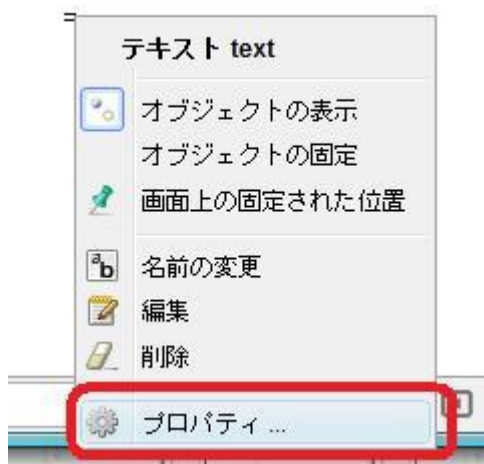 テキスト text
オブジェクトの表示
オブジェクトの固定
画面上の固定された位置
名前の変更
編集
削除
プロパティ ...